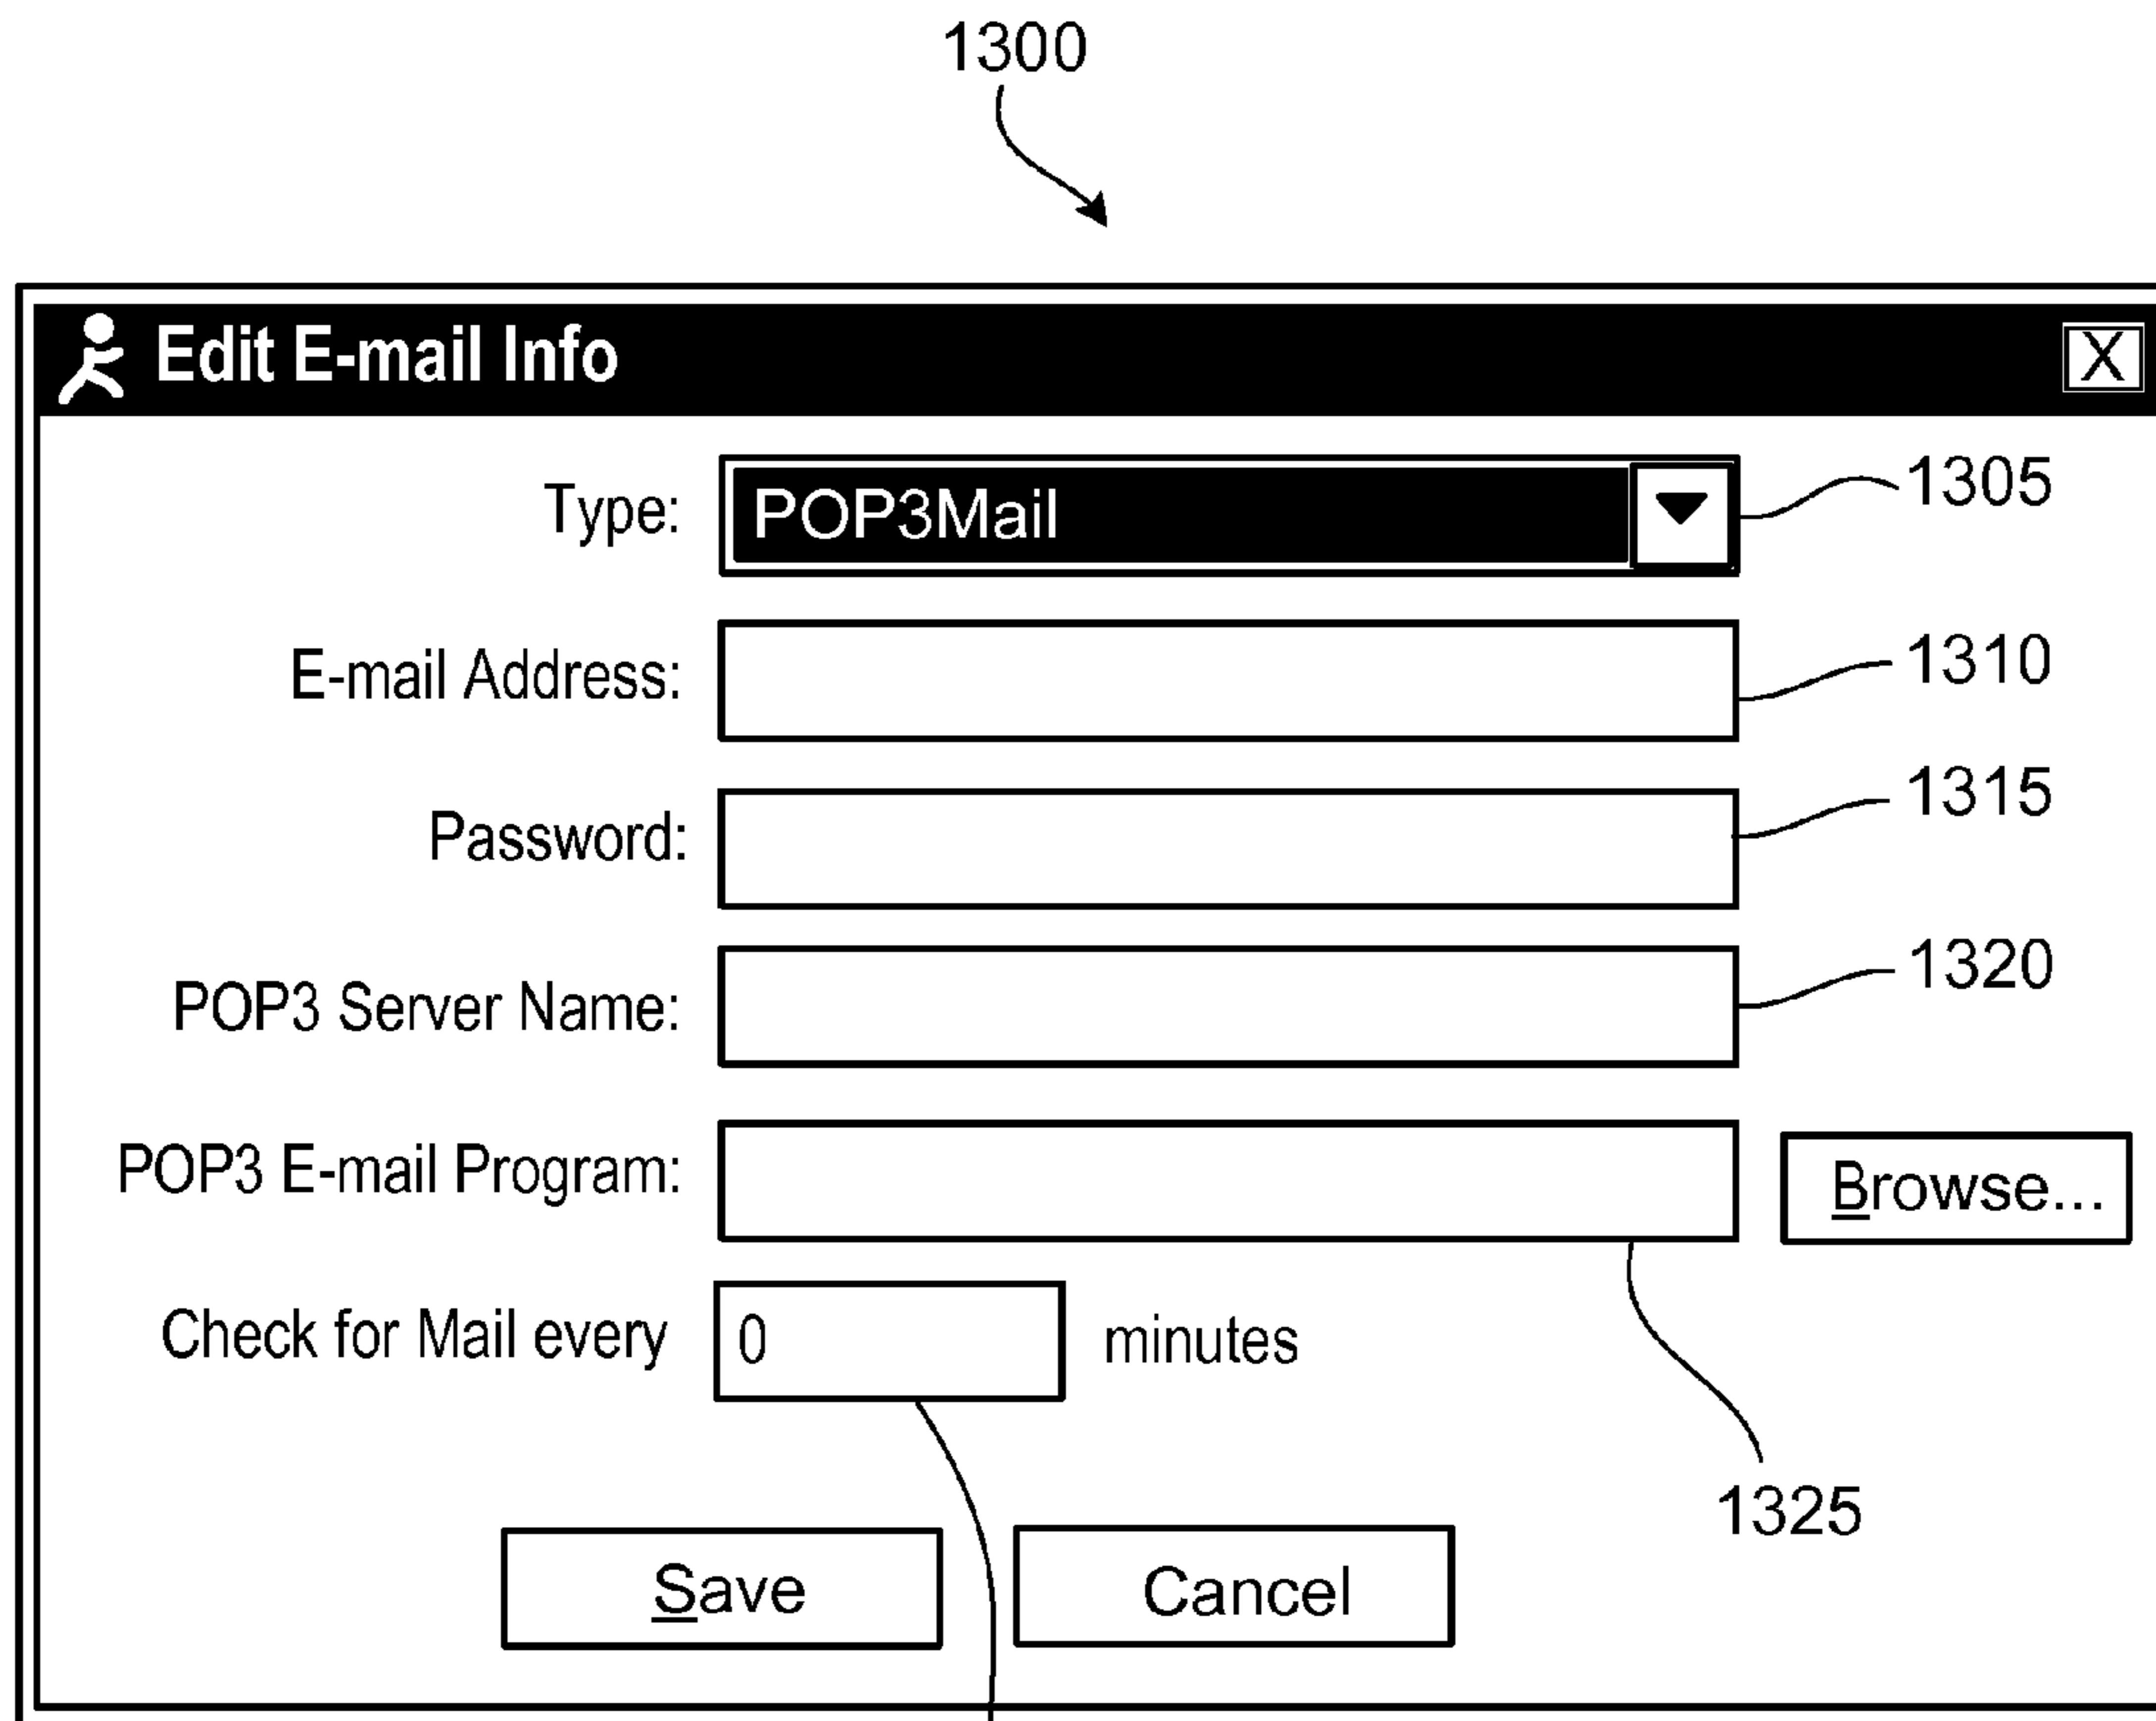 1300
Edit E-mail Info X
Type: POP3Mail 1305
E-mail Address: 1310
Password: 1315
POP3 Server Name: 1320
POP3 E-mail Program: Browse...
Check for Mail every 0 minutes
1325
Save Cancel